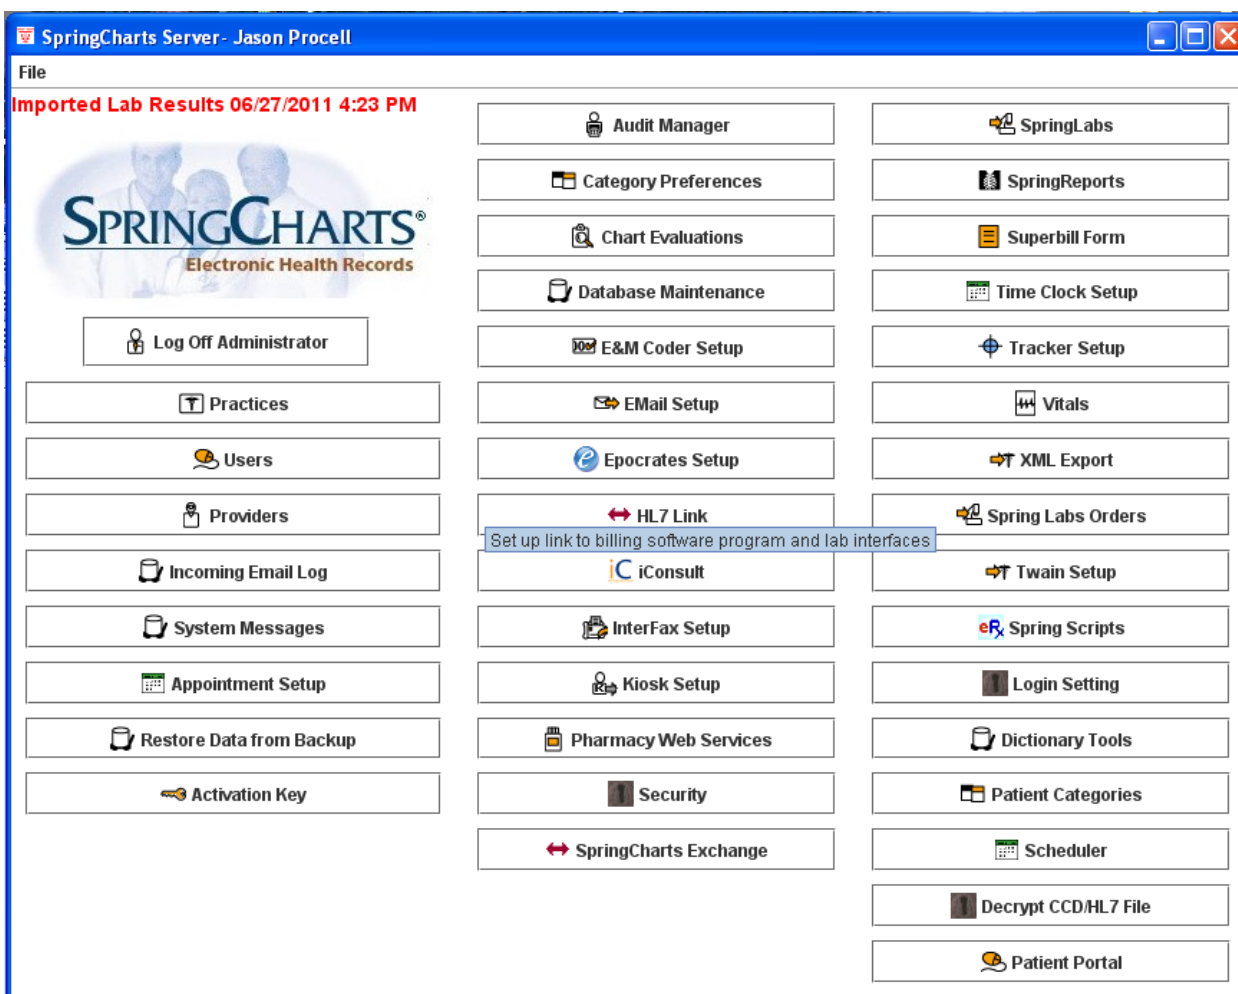 SpringCharts Server- Jason Procell
File
Imported Lab Results 06/27/2011 4:23 PM
SPRINGCHARTS®
Electronic Health Records
Log Off Administrator
Practices
Users
Providers
Incoming Email Log
System Messages
Appointment Setup
Restore Data from Backup
Activation Key
Audit Manager
Category Preferences
Chart Evaluations
Database Maintenance
E&M Coder Setup
EMail Setup
Epocrates Setup
HL7 Link
Set up link to billing software program and lab interfaces
iC iConsult
InterFax Setup
Kiosk Setup
Pharmacy Web Services
Security
SpringCharts Exchange
SpringLabs
SpringReports
Superbill Form
Time Clock Setup
Tracker Setup
Vitals
XML Export
Spring Labs Orders
Twain Setup
eRx Spring Scripts
Login Setting
Dictionary Tools
Patient Categories
Scheduler
Decrypt CCD/HL7 File
Patient Portal